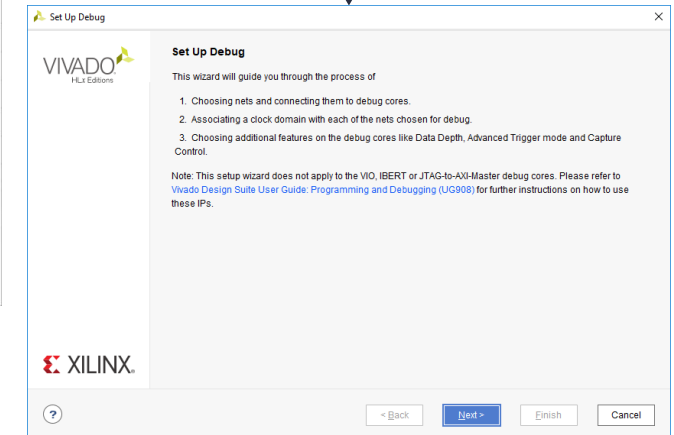 Set Up Debug
VIVADO
HLx Editions
Set Up Debug
This wizard will guide you through the process of
1. Choosing nets and connecting them to debug cores.
2. Associating a clock domain with each of the nets chosen for debug.
3. Choosing additional features on the debug cores like Data Depth, Advanced Trigger mode and Capture
Control.
Note: This setup wizard does not apply to the VIO, IBERT or JTAG-to-AXI-Master debug cores. Please refer to
Vivado Design Suite User Guide: Programming and Debugging (UG908) for further instructions on how to use
these IPs.
XILINX.
? < Back Next > Finish Cancel